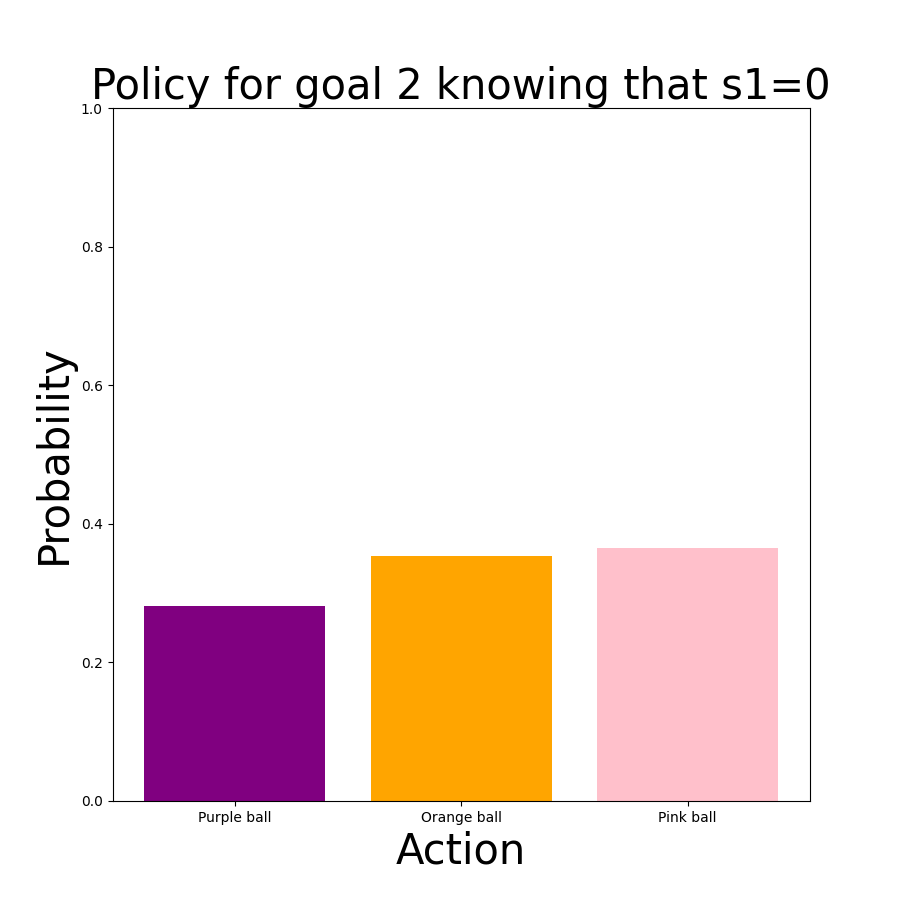 Policy for goal 2 knowing that s1=0
1.0
0.8
0.6
0.4
0.2
0.0
Probability
Purple ball
Orange ball
Pink ball
Action